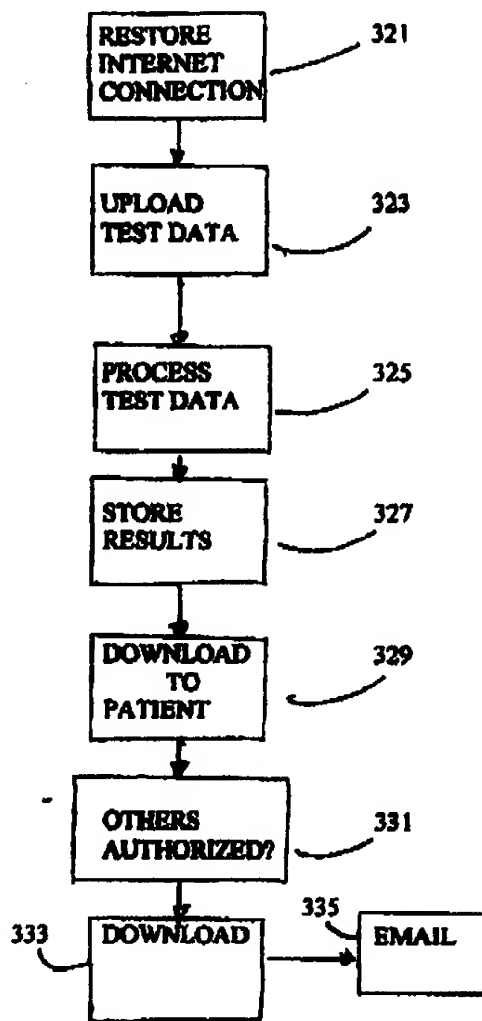 RESTORE
INTERNET
CONNECTION
321
UPLOAD
TEST DATA
323
PROCESS
TEST DATA
325
STORE
RESULTS
327
DOWNLOAD
TO
PATIENT
329
OTHERS
AUTHORIZED?
331
333
DOWNLOAD
335
EMAIL